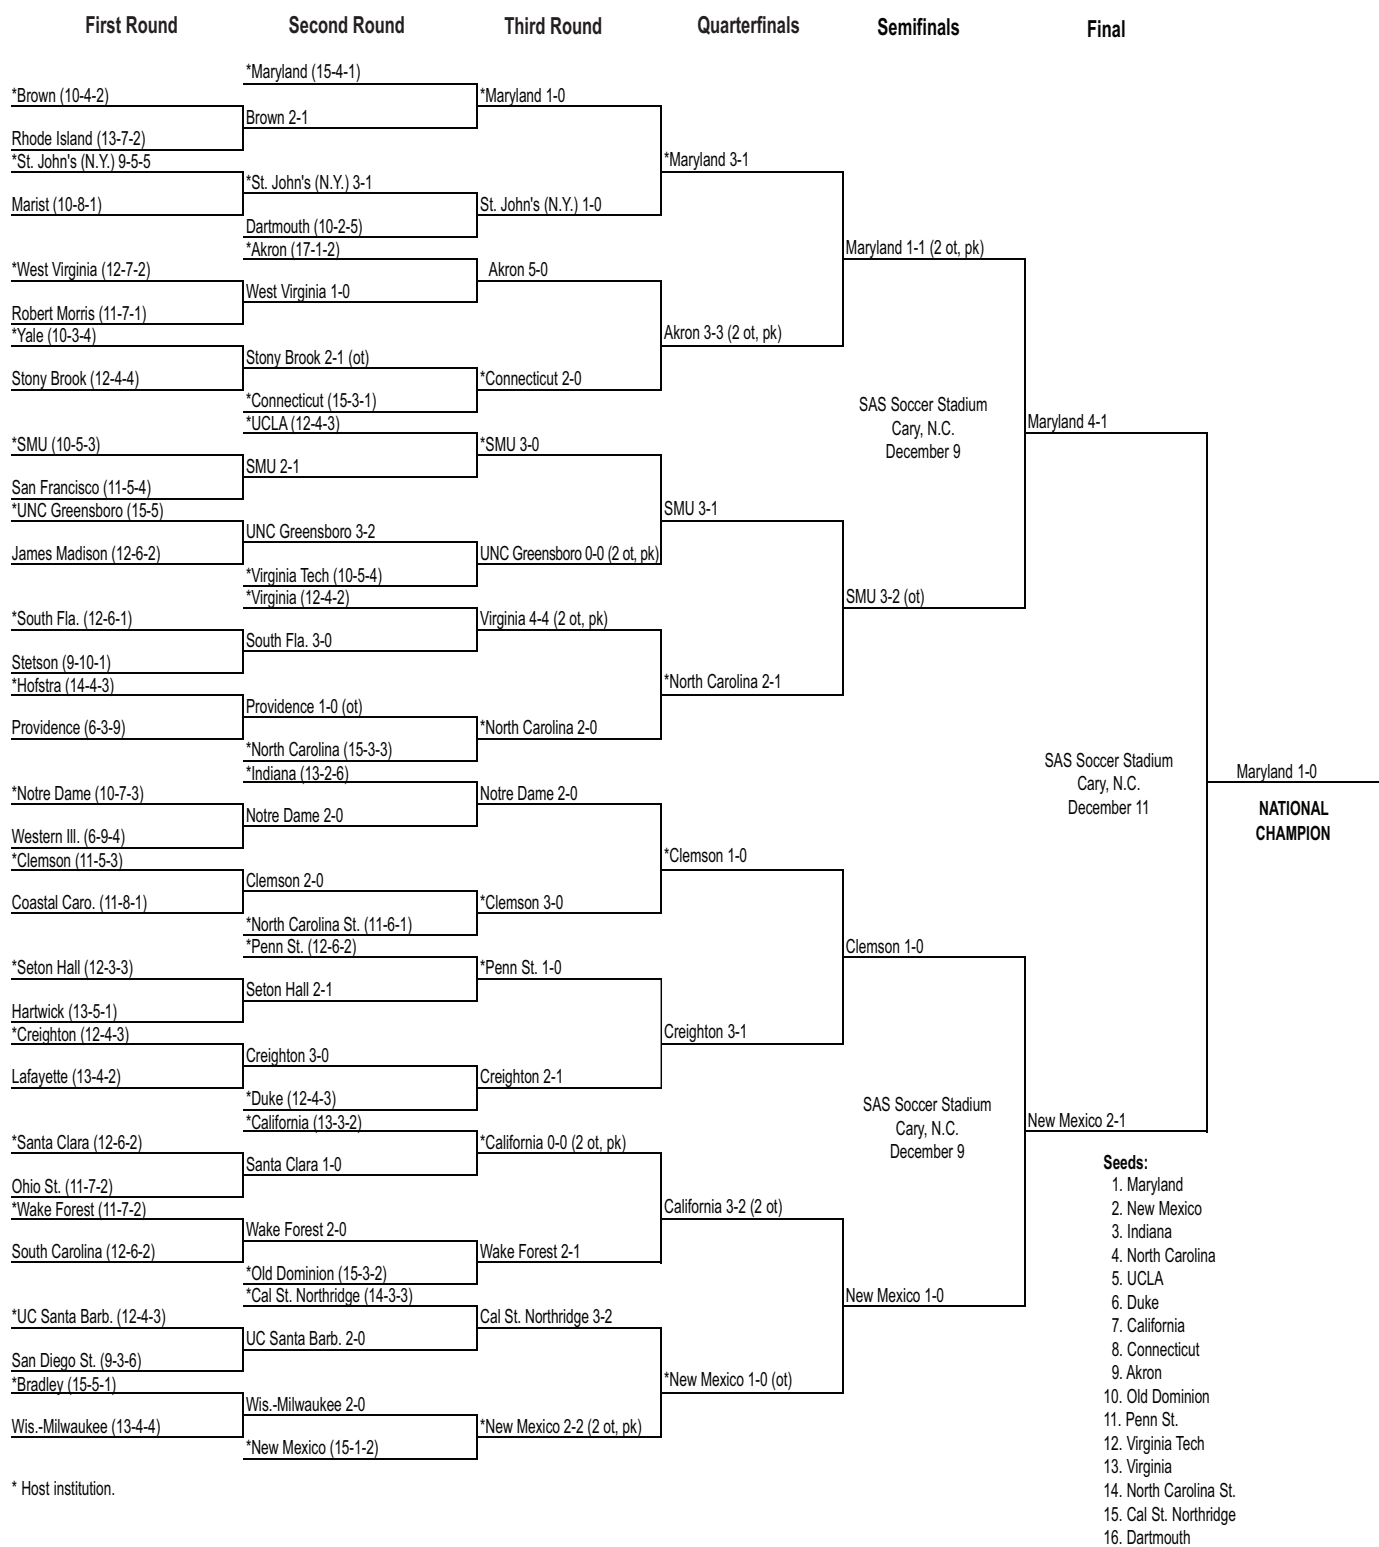 First Round
Second Round
Third Round
Quarterfinals
Semifinals
Final
*Brown (10-4-2)
Rhode Island (13-7-2)
*St. John's (N.Y.) 9-5-5
Marist (10-8-1)
*West Virginia (12-7-2)
Robert Morris (11-7-1)
*Yale (10-3-4)
Stony Brook (12-4-4)
*SMU (10-5-3)
San Francisco (11-5-4)
*UNC Greensboro (15-5)
James Madison (12-6-2)
*South Fla. (12-6-1)
Stetson (9-10-1)
*Hofstra (14-4-3)
Providence (6-3-9)
*Notre Dame (10-7-3)
Western Ill. (6-9-4)
*Clemson (11-5-3)
Coastal Caro. (11-8-1)
*Seton Hall (12-3-3)
Hartwick (13-5-1)
*Creighton (12-4-3)
Lafayette (13-4-2)
*Santa Clara (12-6-2)
Ohio St. (11-7-2)
*Wake Forest (11-7-2)
South Carolina (12-6-2)
*UC Santa Barb. (12-4-3)
San Diego St. (9-3-6)
*Bradley (15-5-1)
Wis.-Milwaukee (13-4-4)
*Maryland (15-4-1)
Brown 2-1
*St. John's (N.Y.) 3-1
Dartmouth (10-2-5)
*Akron (17-1-2)
West Virginia 1-0
Stony Brook 2-1 (ot)
*Connecticut (15-3-1)
*UCLA (12-4-3)
SMU 2-1
UNC Greensboro 3-2
*Virginia Tech (10-5-4)
*Virginia (12-4-2)
South Fla. 3-0
Providence 1-0 (ot)
*North Carolina (15-3-3)
*Indiana (13-2-6)
Notre Dame 2-0
Clemson 2-0
*North Carolina St. (11-6-1)
*Penn St. (12-6-2)
Seton Hall 2-1
Creighton 3-0
*Duke (12-4-3)
*California (13-3-2)
Santa Clara 1-0
Wake Forest 2-0
*Old Dominion (15-3-2)
*Cal St. Northridge (14-3-3)
UC Santa Barb. 2-0
Wis.-Milwaukee 2-0
*New Mexico (15-1-2)
*Maryland 1-0
St. John's (N.Y.) 1-0
Akron 5-0
*Connecticut 2-0
*SMU 3-0
UNC Greensboro 0-0 (2 ot, pk)
Virginia 4-4 (2 ot, pk)
*North Carolina 2-0
Notre Dame 2-0
*Clemson 3-0
*Penn St. 1-0
Creighton 2-1
*California 0-0 (2 ot, pk)
Wake Forest 2-1
Cal St. Northridge 3-2
*New Mexico 2-2 (2 ot, pk)
*Maryland 3-1
Akron 3-3 (2 ot, pk)
SMU 3-1
*North Carolina 2-1
*Clemson 1-0
Creighton 3-1
California 3-2 (2 ot)
*New Mexico 1-0 (ot)
Maryland 1-1 (2 ot, pk)
SAS Soccer Stadium
Cary, N.C.
December 9
SMU 3-2 (ot)
Clemson 1-0
SAS Soccer Stadium
Cary, N.C.
December 9
New Mexico 1-0
Maryland 4-1
SAS Soccer Stadium
Cary, N.C.
December 11
New Mexico 2-1
Maryland 1-0
NATIONAL
CHAMPION
Seeds:
1. Maryland
2. New Mexico
3. Indiana
4. North Carolina
5. UCLA
6. Duke
7. California
8. Connecticut
9. Akron
10. Old Dominion
11. Penn St.
12. Virginia Tech
13. Virginia
14. North Carolina St.
15. Cal St. Northridge
16. Dartmouth
* Host institution.